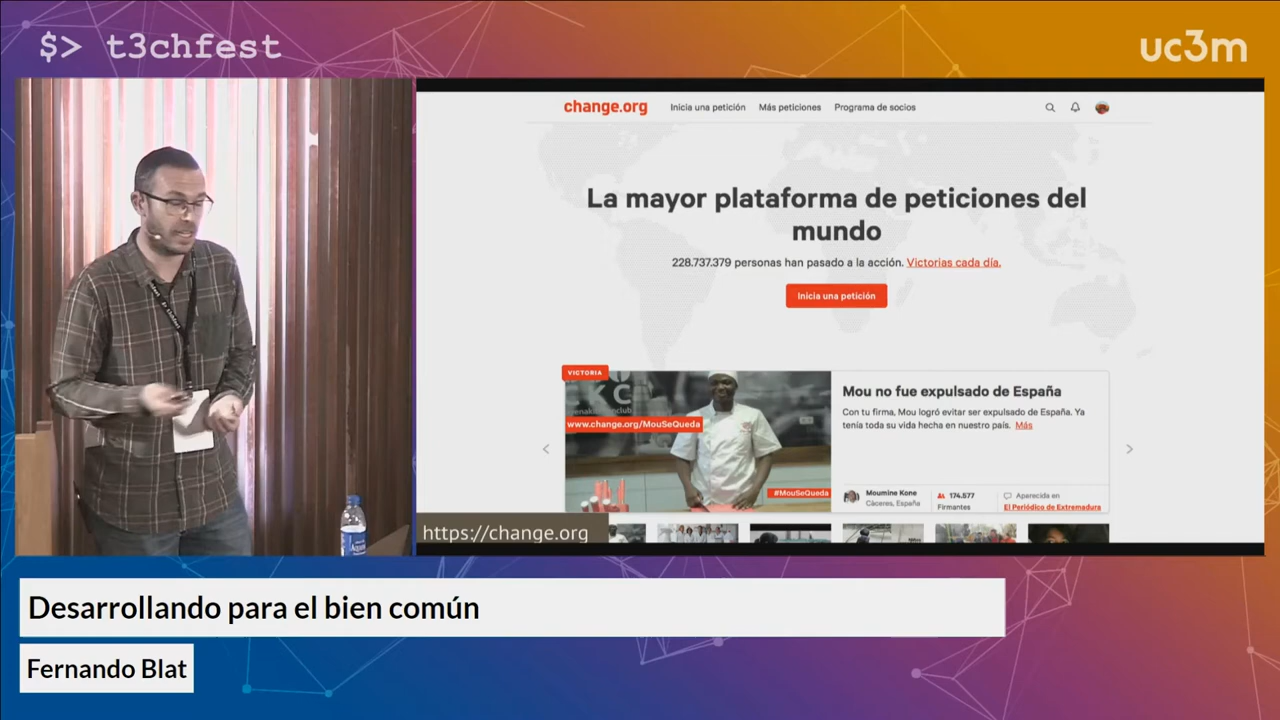 $> t3chfest
uc3m
change.org
Inicia una petición
Más peticiones
Programa de socios
La mayor plataforma de peticiones del
mundo
228.737.379 personas han pasado a la acción. Victorias cada día.
Inicia una petición
VICTORIA
www.change.org/MouSeQueda
#MouSeQueda
Mou no fue expulsado de España
Con tu firma, Mou logró evitar ser expulsado de España. Ya
tenía toda su vida hecha en nuestro país. Más
Moumine Kone
Cáceres, España
174.577
Firmantes
Aparecida en
El Periódico de Extremadura
https://change.org
Desarrollando para el bien común
Fernando Blat